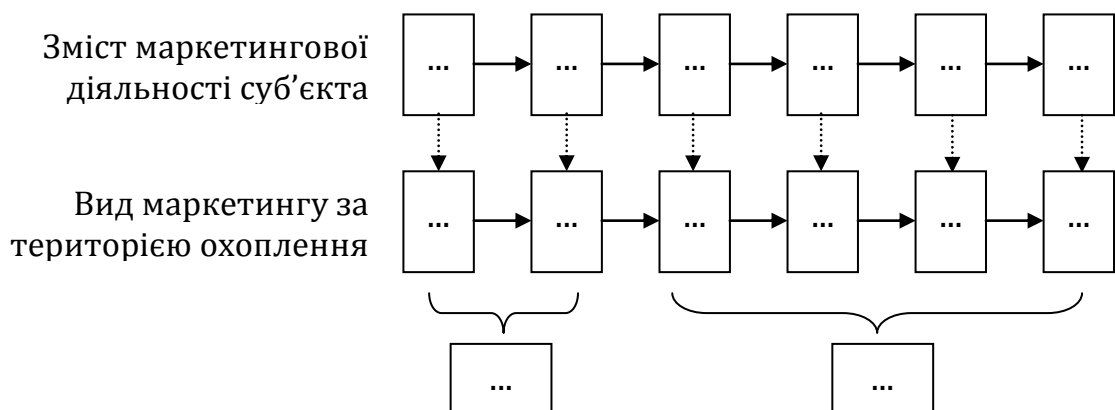 Зміст маркетингової
діяльності суб’єкта
... ... ... ... ... ...
Вид маркетингу за
територією охоплення
... ... ... ... ... ...
... ...